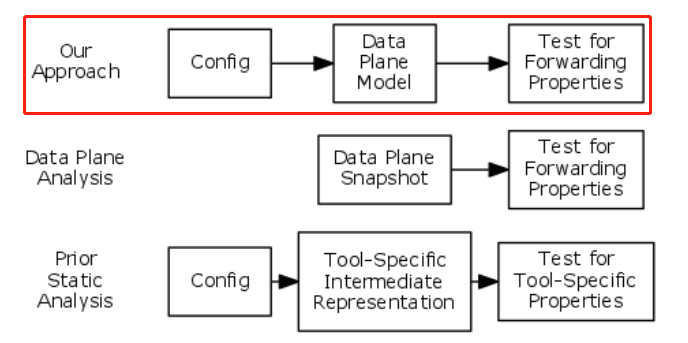 Our
Approach
Config
Data
Plane
Model
Test for
Forwarding
Properties
Data Plane
Analysis
Data Plane
Snapshot
Test for
Forwarding
Properties
Prior
Static
Analysis
Config
Tool-Specific
Intermediate
Representation
Test for
Tool-Specific
Properties